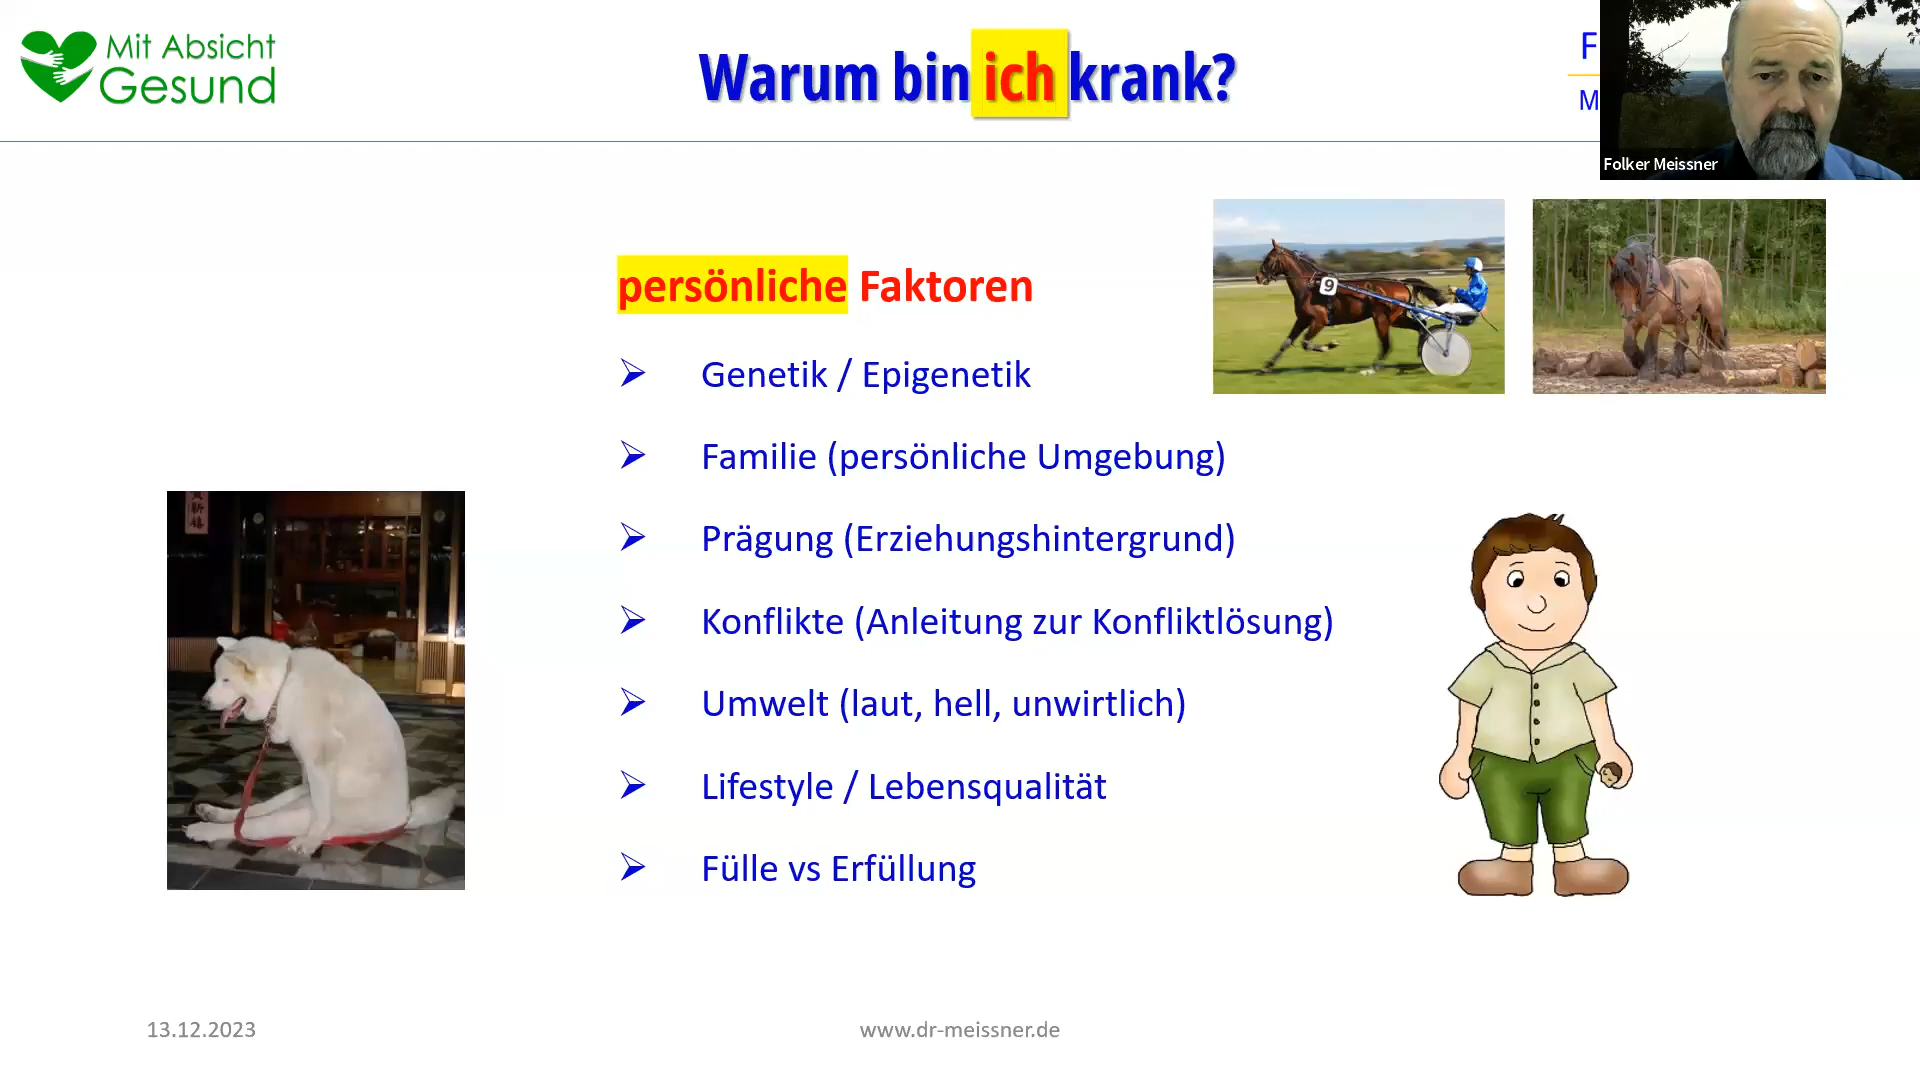 Mit Absicht
Gesund
Warum bin ich krank?
F
M
Folker Meissner
9
persönliche Faktoren
➢ Genetik / Epigenetik
➢ Familie (persönliche Umgebung)
➢ Prägung (Erziehungshintergrund)
➢ Konflikte (Anleitung zur Konfliktlösung)
➢ Umwelt (laut, hell, unwirtlich)
➢ Lifestyle / Lebensqualität
➢ Fülle vs Erfüllung
13.12.2023
www.dr-meissner.de